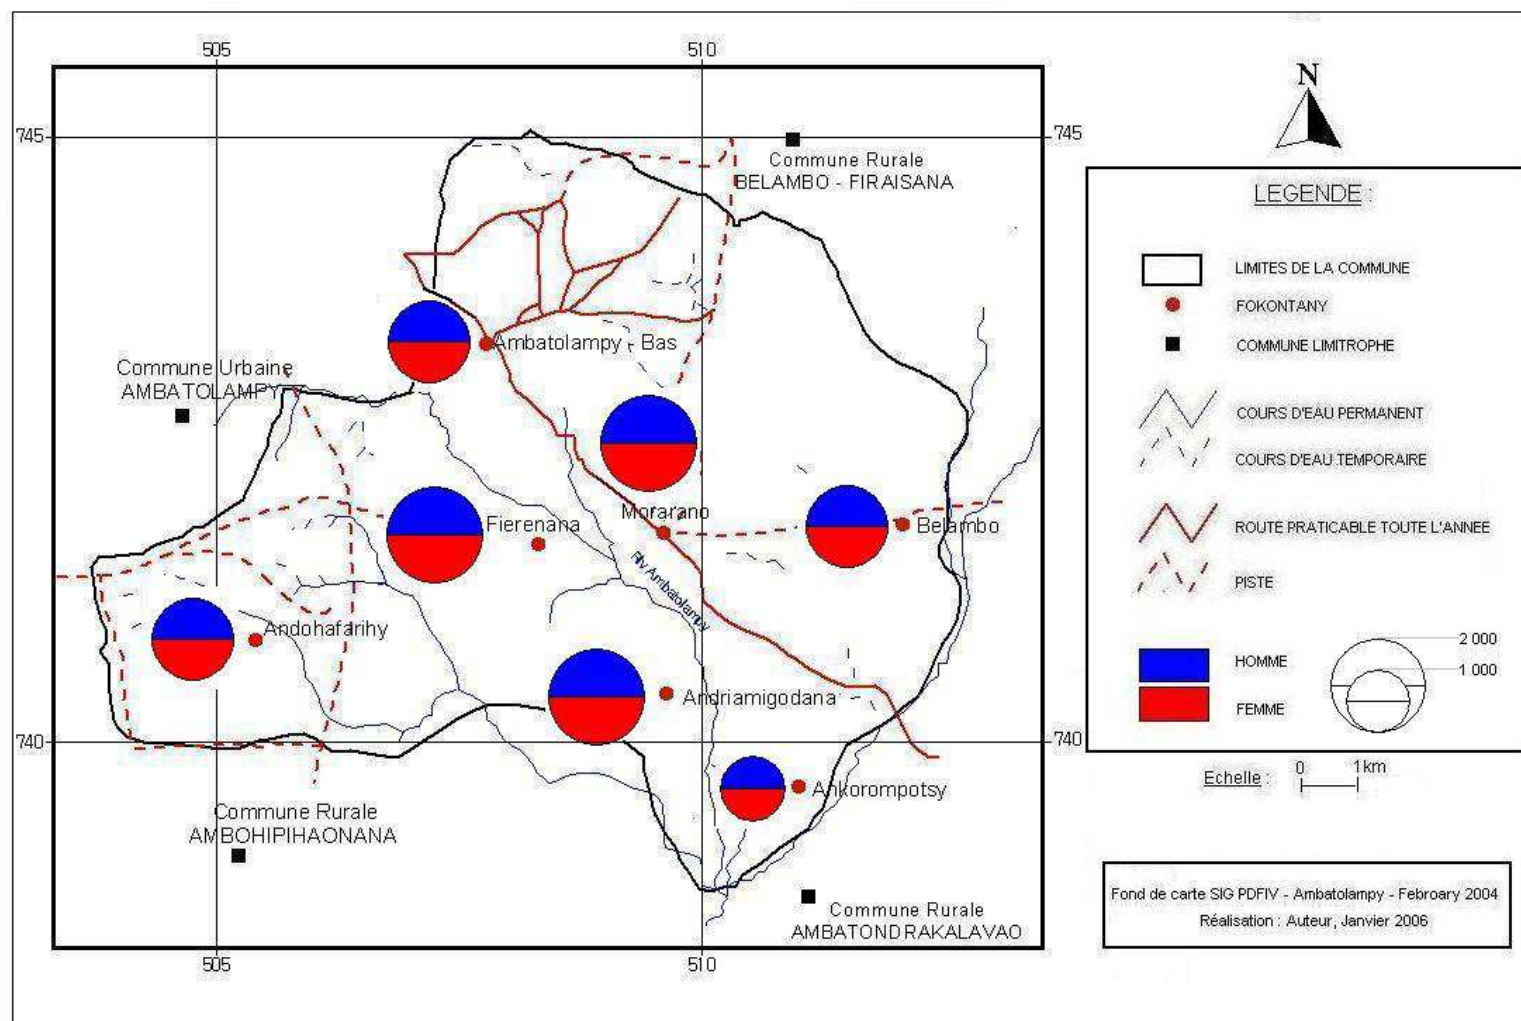 505
510
745
745
Commune Rurale
BELAMBO - FIRAISANA
Ambatolampy - Bas
Commune Urbaine
AMBATOLAMPY
Fierenana
Morarano
Belambo
Riv Ambatolampy
Andohafarihy
Andriamigodana
740
740
Ankorompotsy
Commune Rurale
AMBOHIPIHAONANA
Commune Rurale
AMBATONDRAKALAVAO
505
510
N
LEGENDE :
LIMITES DE LA COMMUNE
FOKONTANY
COMMUNE LIMITROPHE
COURS D'EAU PERMANENT
COURS D'EAU TEMPORAIRE
ROUTE PRATICABLE TOUTE L'ANNEE
PISTE
HOMME
FEMME
2 000
1 000
Echelle :
0
1km
Fond de carte SIG PDFIV - Ambatolampy - Febroary 2004
Réalisation : Auteur, Janvier 2006